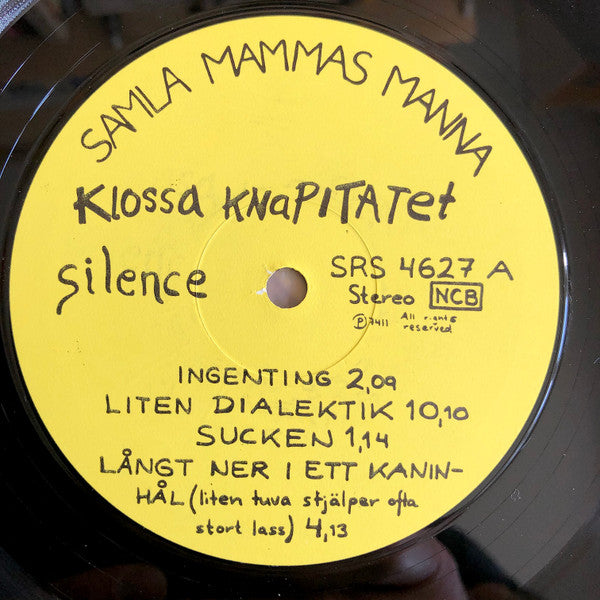 SAMLA MAMMAS MANNA
Klossa KNaPITATet
silence
SRS 4627 A
Stereo NCB
Ⓟ 7411 All rights
reserved
INGENTING 2,09
LITEN DIALEKTIK 10,10
SUCKEN 1,14
LÅNGT NER I ETT KANIN-
HÅL (liten tuva stjälper ofta
stort lass) 4,13